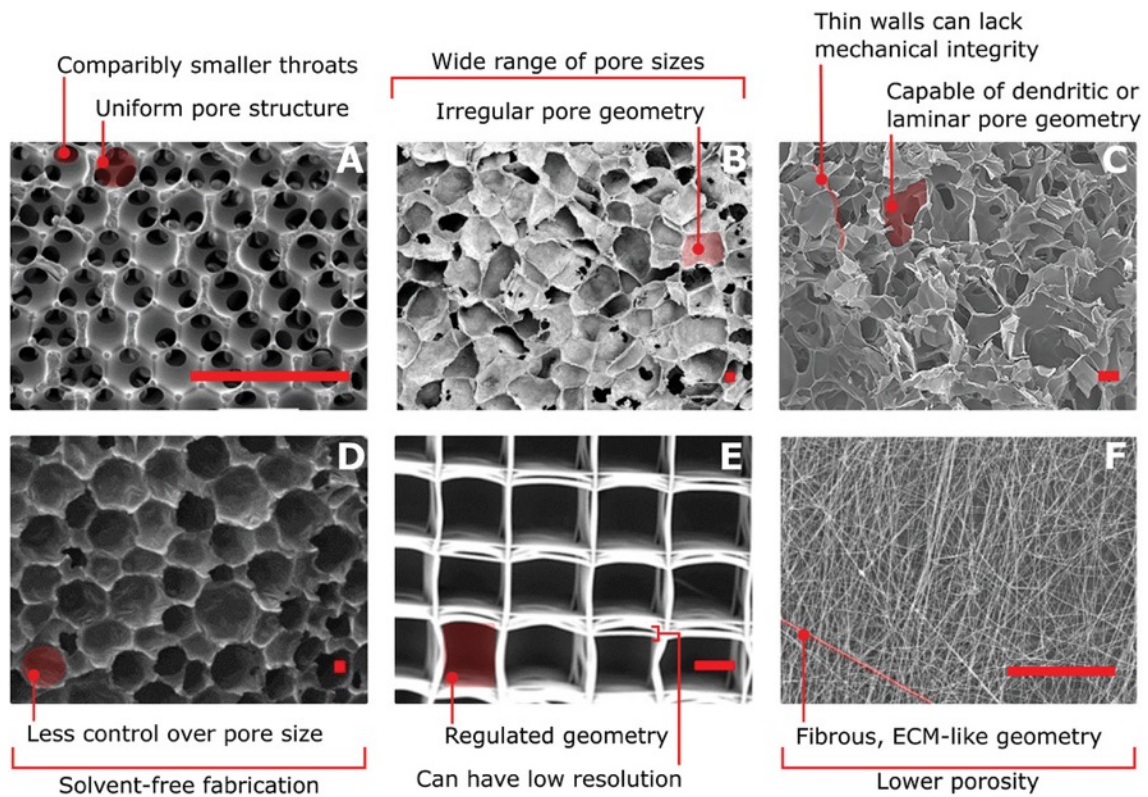 Comparibly smaller throats
Uniform pore structure
Wide range of pore sizes
Irregular pore geometry
Thin walls can lack
mechanical integrity
Capable of dendritic or
laminar pore geometry
A
B
C
D
E
F
Less control over pore size
Solvent-free fabrication
Regulated geometry
Can have low resolution
Fibrous, ECM-like geometry
Lower porosity